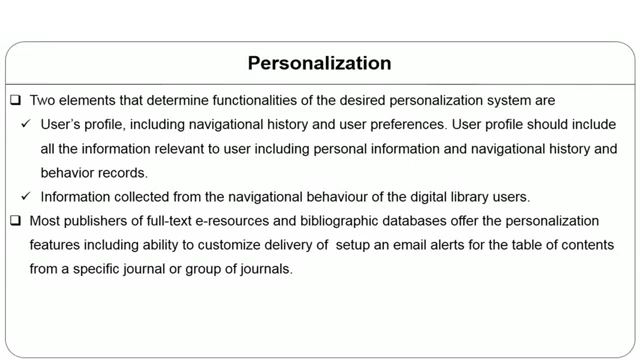 Personalization
❑ Two elements that determine functionalities of the desired personalization system are
✓ User's profile, including navigational history and user preferences. User profile should include
all the information relevant to user including personal information and navigational history and
behavior records.
✓ Information collected from the navigational behaviour of the digital library users.
❑ Most publishers of full-text e-resources and bibliographic databases offer the personalization
features including ability to customize delivery of setup an email alerts for the table of contents
from a specific journal or group of journals.